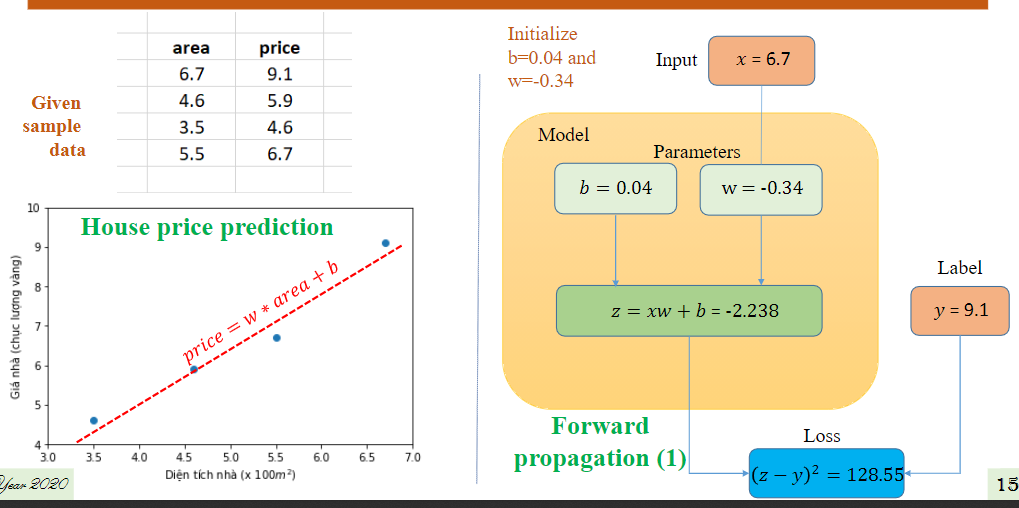 Given
sample
data
area price
6.7 9.1
4.6 5.9
3.5 4.6
5.5 6.7
House price prediction
price = w * area + b
Giá nhà (chục lượng vàng)
10
9
8
7
6
5
4
3.0 3.5 4.0 4.5 5.0 5.5 6.0 6.5 7.0
Diện tích nhà (x 100m²)
Year 2020
Initialize
b=0.04 and
w=-0.34
Input
x = 6.7
Model
Parameters
b = 0.04
w = -0.34
z = xw + b = -2.238
Label
y = 9.1
Forward
propagation (1)
Loss
(z − y)² = 128.55
15